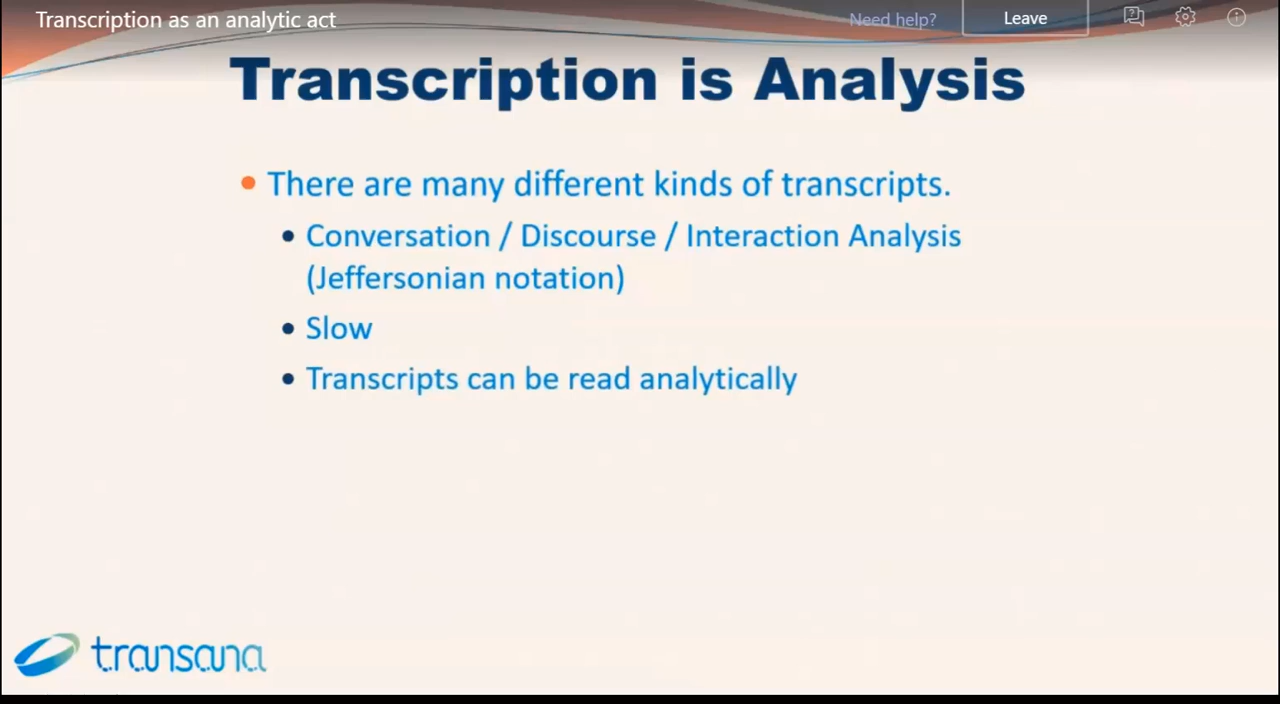 Transcription as an analytic act
Need help?
Leave
Transcription is Analysis
There are many different kinds of transcripts.
Conversation / Discourse / Interaction Analysis
(Jeffersonian notation)
Slow
Transcripts can be read analytically
transana